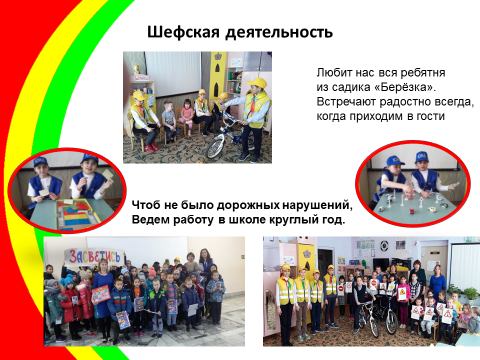 Шефская деятельность
Любит нас вся ребятня
из садика «Берёзка».
Встречают радостно всегда,
когда приходим в гости
Чтоб не было дорожных нарушений,
Ведем работу в школе круглый год.
ЗАСВЕТИСЬ